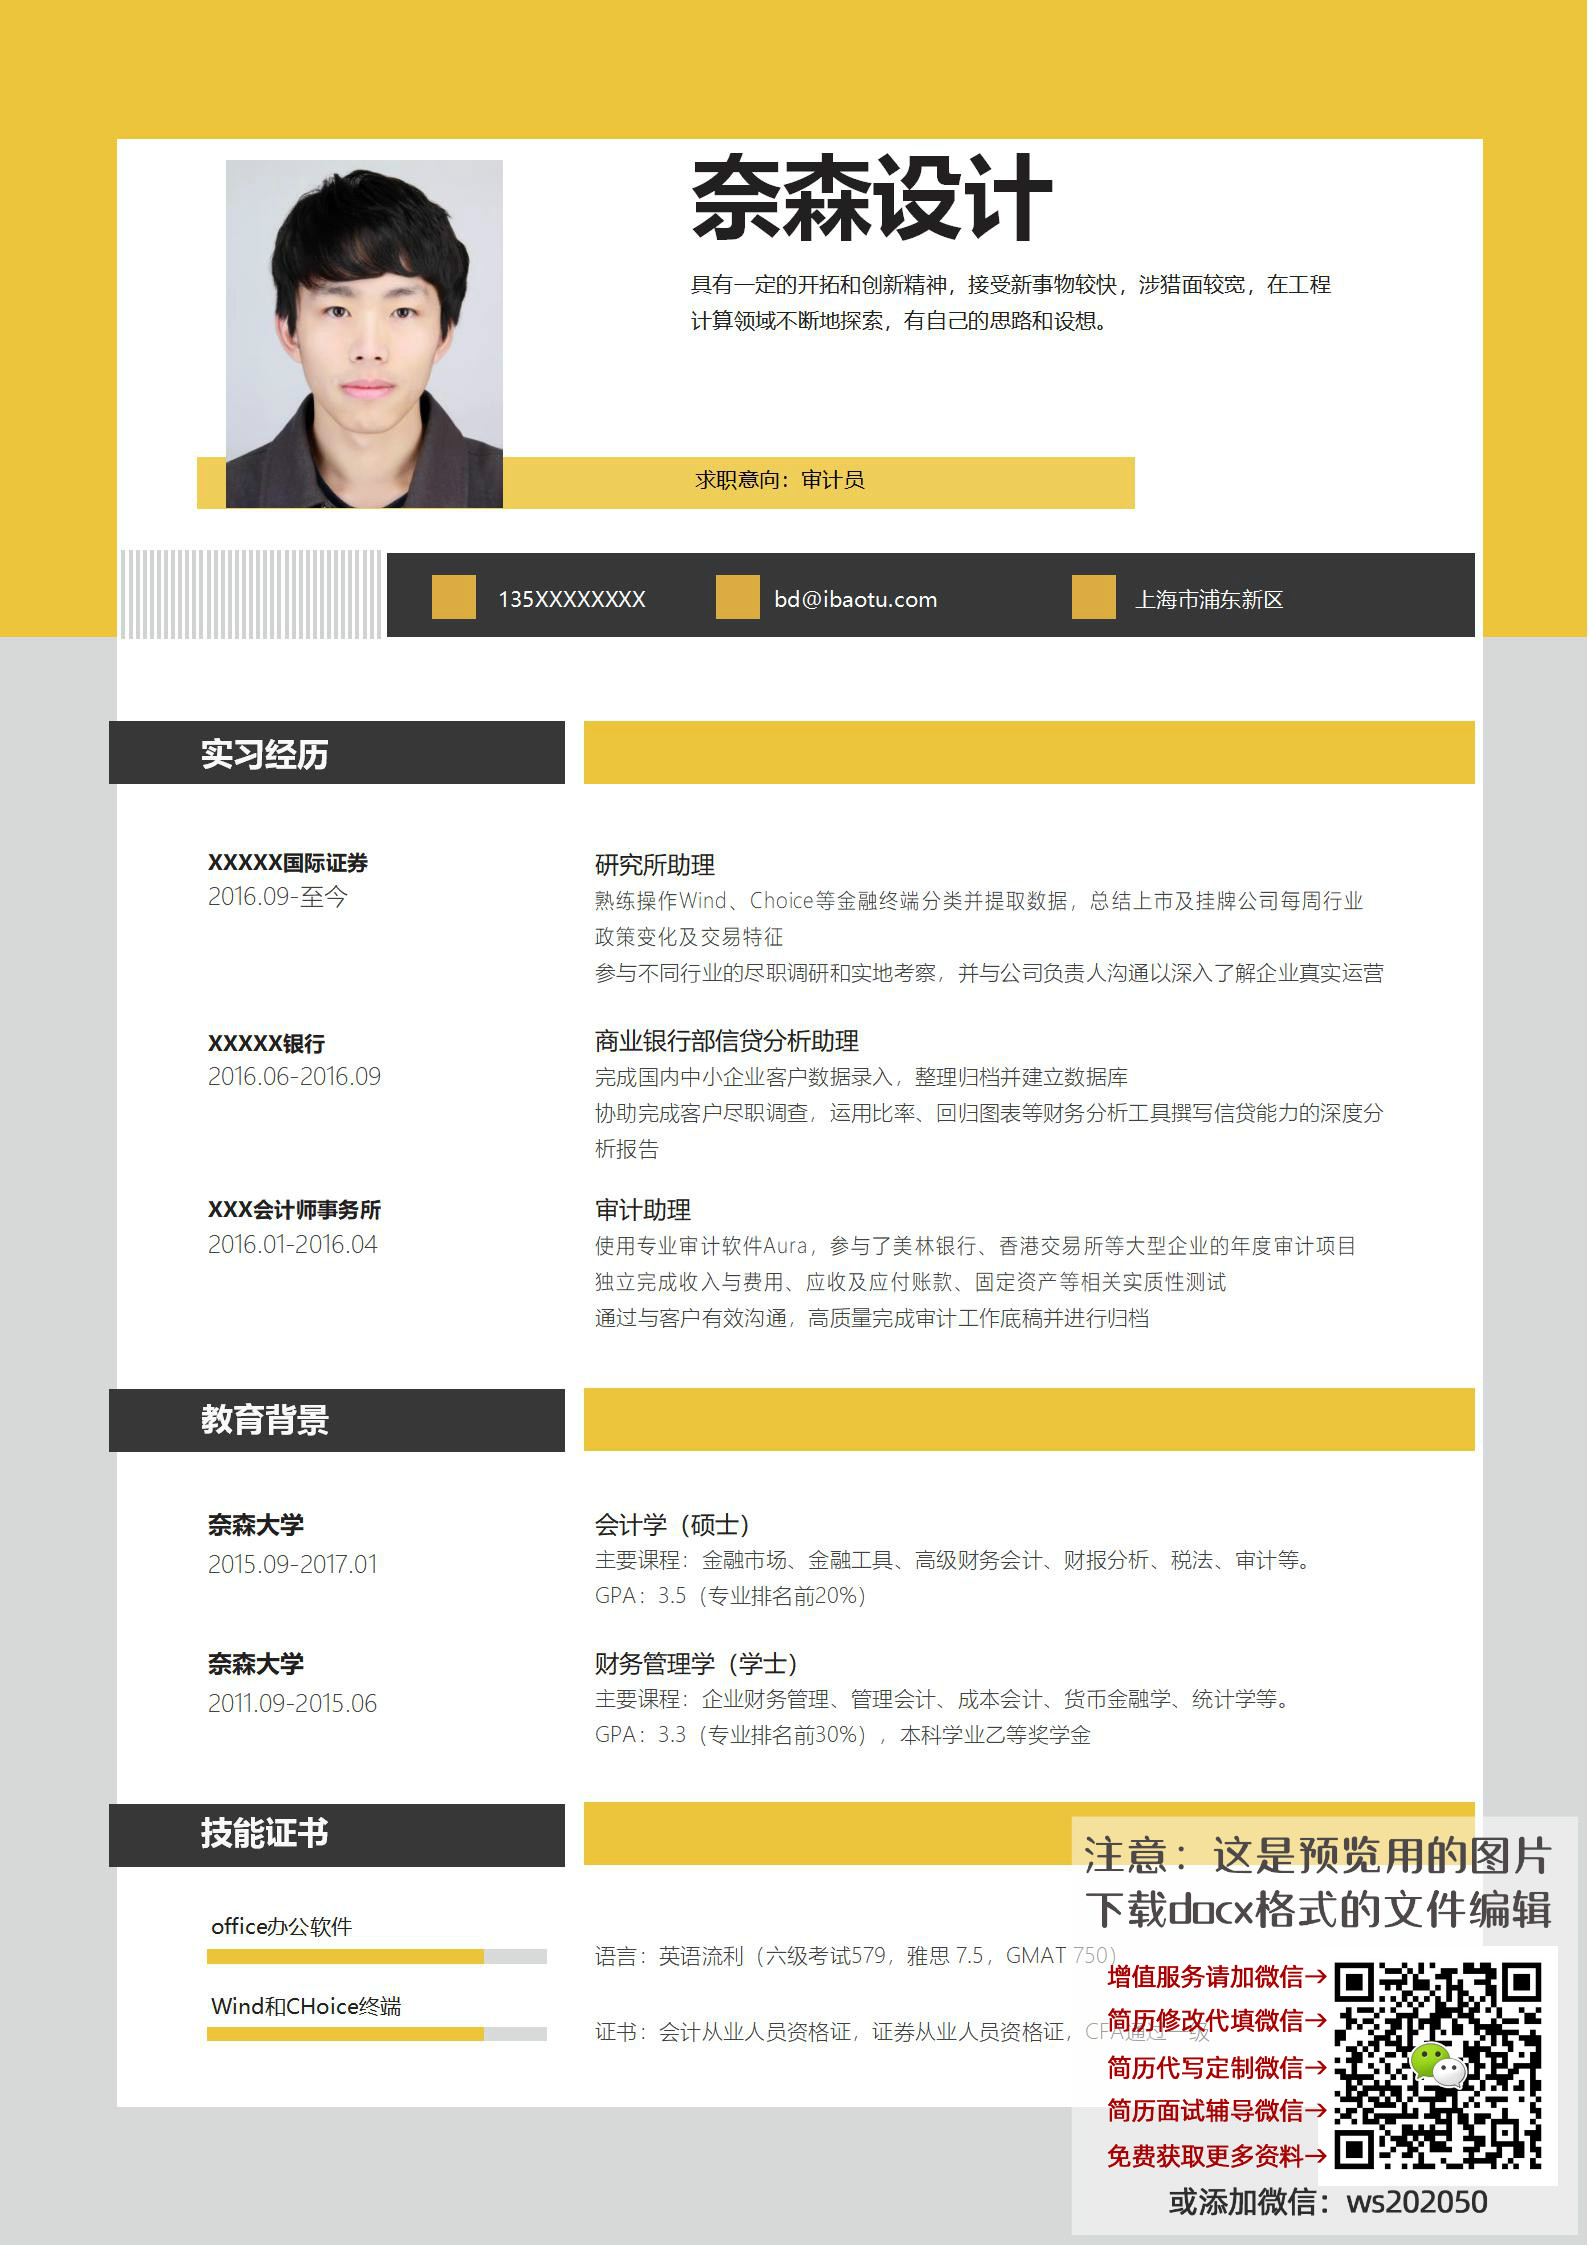 奈森设计
具有一定的开拓和创新精神，接受新事物较快，涉猎面较宽，在工程
计算领域不断地探索，有自己的思路和设想。
求职意向：审计员
135XXXXXXXX
bd@ibaotu.com
上海市浦东新区
实习经历
XXXXX国际证券
2016.09-至今
研究所助理
熟练操作Wind、Choice等金融终端分类并提取数据，总结上市及挂牌公司每周行业
政策变化及交易特征
参与不同行业的尽职调研和实地考察，并与公司负责人沟通以深入了解企业真实运营
XXXXX银行
2016.06-2016.09
商业银行部信贷分析助理
完成国内中小企业客户数据录入，整理归档并建立数据库
协助完成客户尽职调查，运用比率、回归图表等财务分析工具撰写信贷能力的深度分
析报告
XXX会计师事务所
2016.01-2016.04
审计助理
使用专业审计软件Aura，参与了美林银行、香港交易所等大型企业的年度审计项目
独立完成收入与费用、应收及应付账款、固定资产等相关实质性测试
通过与客户有效沟通，高质量完成审计工作底稿并进行归档
教育背景
奈森大学
2015.09-2017.01
会计学（硕士）
主要课程：金融市场、金融工具、高级财务会计、财报分析、税法、审计等。
GPA：3.5（专业排名前20%）
奈森大学
2011.09-2015.06
财务管理学（学士）
主要课程：企业财务管理、管理会计、成本会计、货币金融学、统计学等。
GPA：3.3（专业排名前30%），本科学业乙等奖学金
技能证书
office办公软件
Wind和CHoice终端
语言：英语流利（六级考试579，雅思 7.5，GMAT 750）
证书：会计从业人员资格证，证券从业人员资格证，CFA通过一级
注意：这是预览用的图片
下载docx格式的文件编辑
增值服务请加微信→
简历修改代填微信→
简历代写定制微信→
简历面试辅导微信→
免费获取更多资料→
或添加微信：ws202050